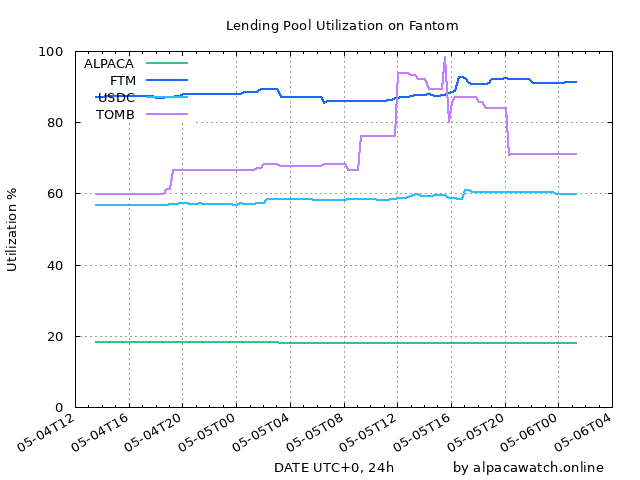 Lending Pool Utilization on Fantom
100
80
60
40
20
0
Utilization %
ALPACA
FTM
USDC
TOMB
05-04T12
05-04T16
05-04T20
05-05T00
05-05T04
05-05T08
05-05T12
05-05T16
05-05T20
05-06T00
05-06T04
DATE UTC+0, 24h
by alpacawatch.online